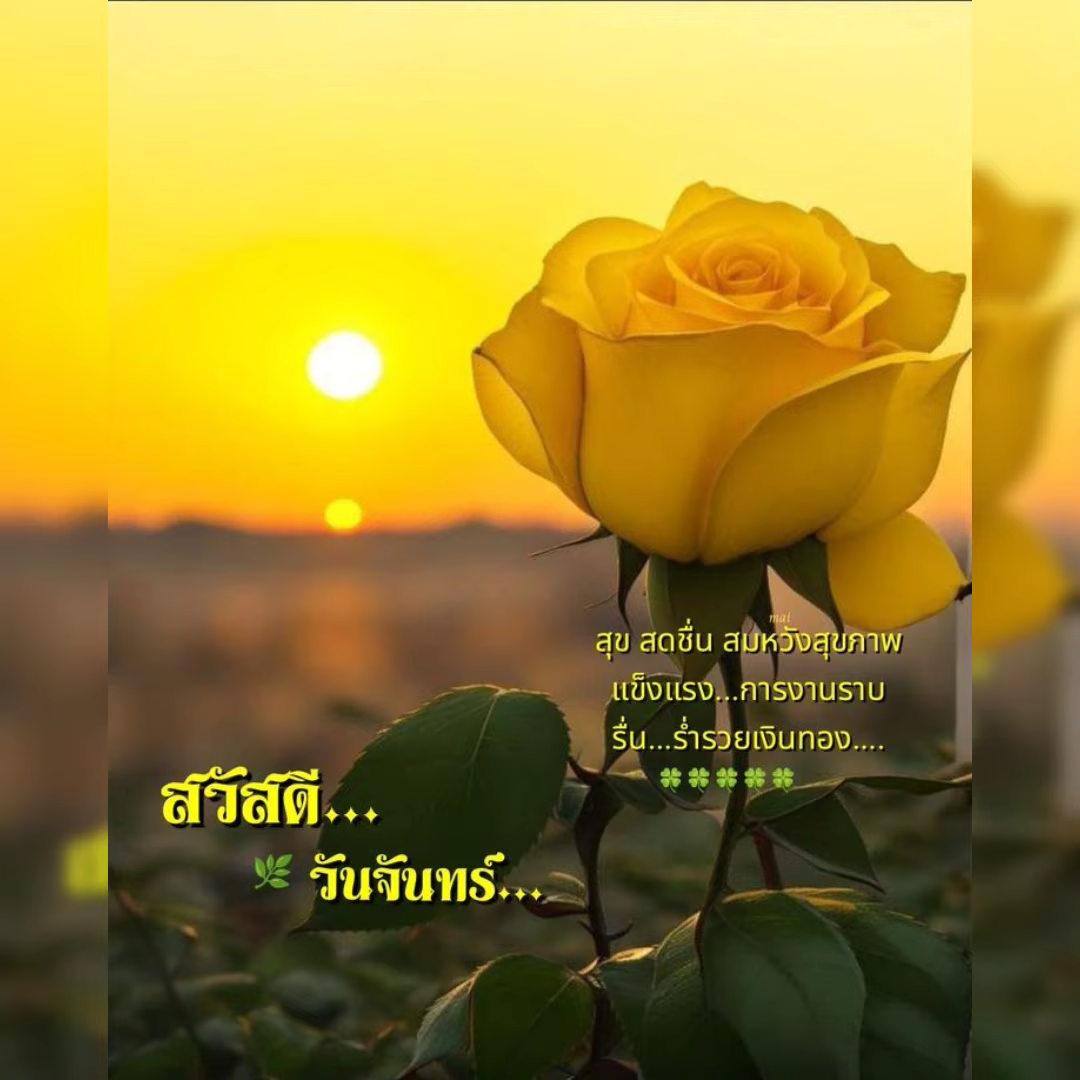 mai
สุข สดชื่น สมหวังสุขภาพ
แข็งแรง...การงานราบ
รื่น...ร่ำรวยเงินทอง....
🍀🍀🍀🍀🍀
สวัสดี...
🌿 วันจันทร์...